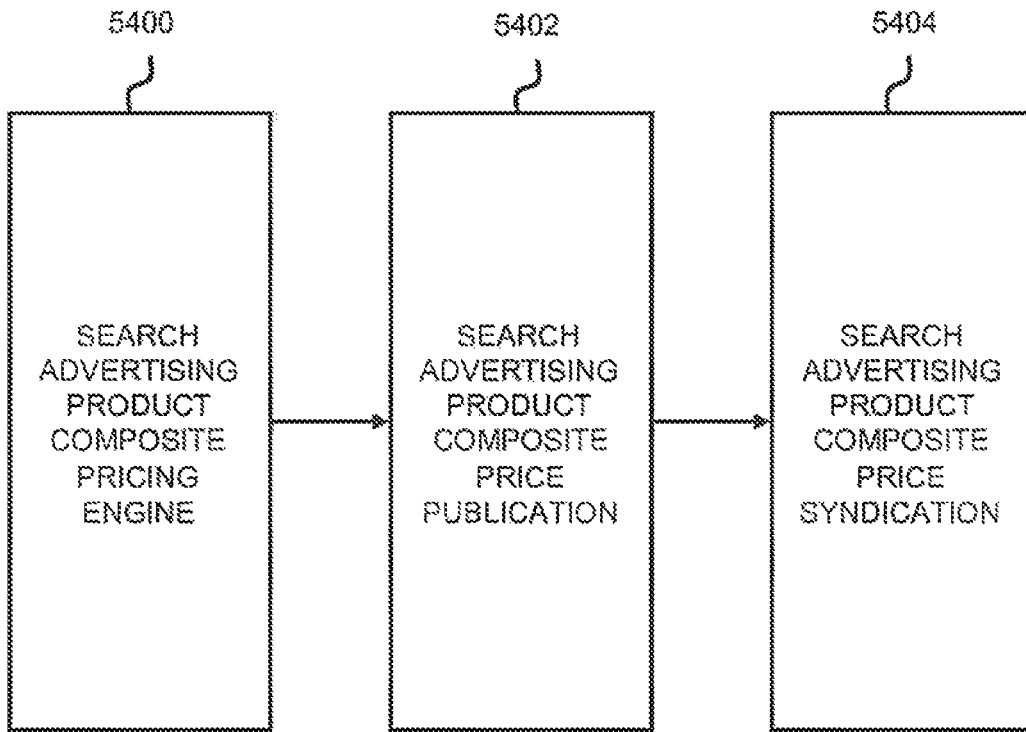 5400
5402
5404
SEARCH
ADVERTISING
PRODUCT
COMPOSITE
PRICING
ENGINE
SEARCH
ADVERTISING
PRODUCT
COMPOSITE
PRICE
PUBLICATION
SEARCH
ADVERTISING
PRODUCT
COMPOSITE
PRICE
SYNDICATION